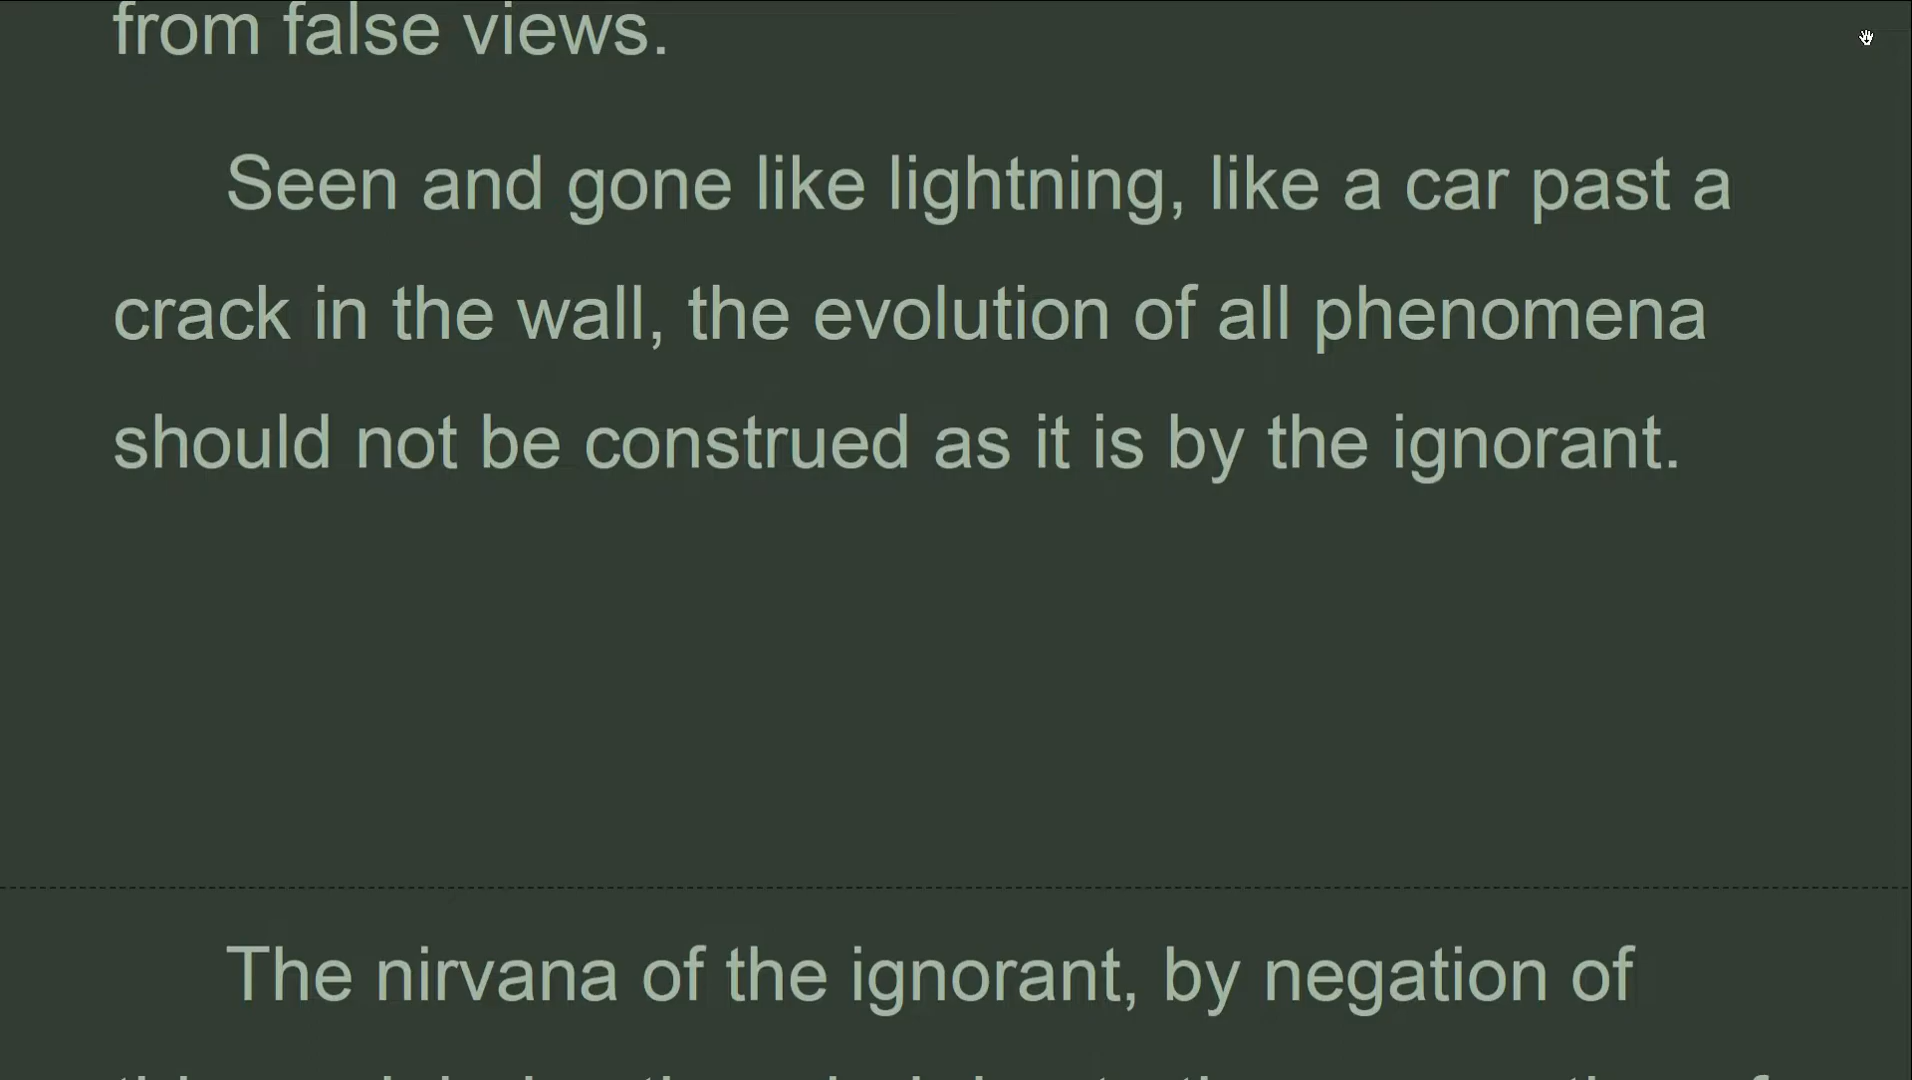 from false views.
Seen and gone like lightning, like a car past a
crack in the wall, the evolution of all phenomena
should not be construed as it is by the ignorant.
The nirvana of the ignorant, by negation of